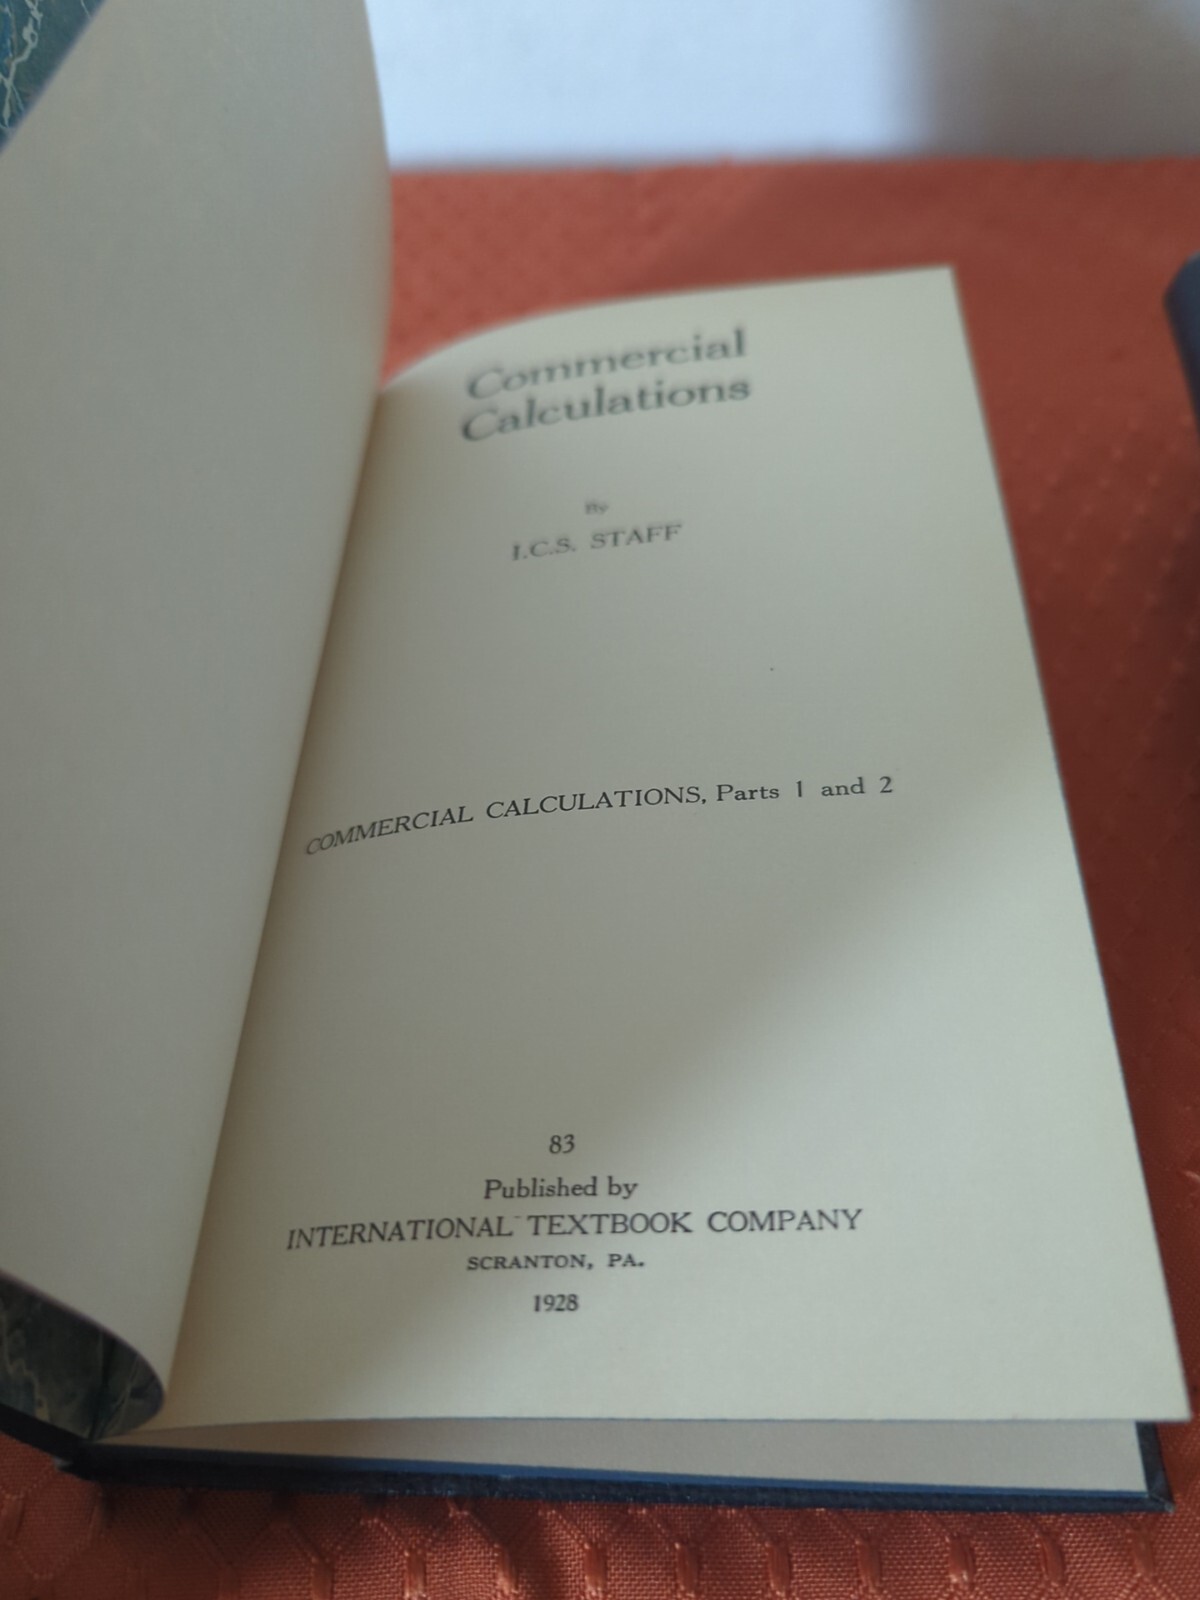 Commercial
Calculations
By
I.C.S. STAFF
COMMERCIAL CALCULATIONS, Parts 1 and 2
83
Published by
INTERNATIONAL TEXTBOOK COMPANY
SCRANTON, PA.
1928